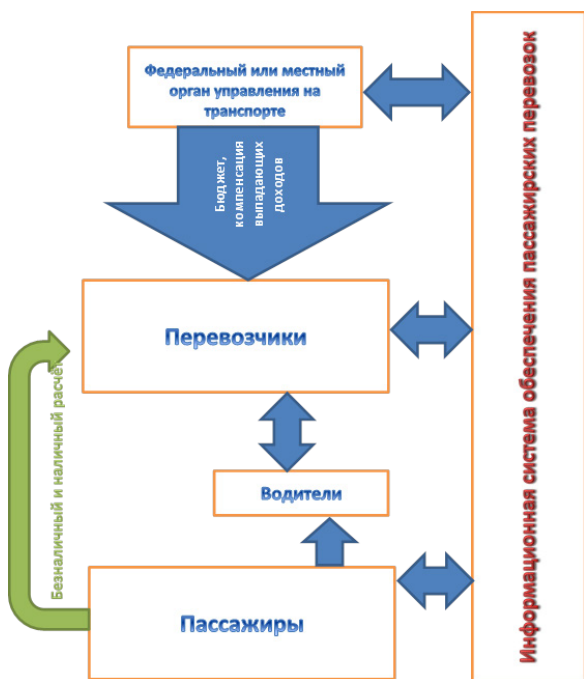 Федеральный или местный
орган управления на
транспорте
Бюджет,
компенсация
выпадающих
доходов
Перевозчики
Безналичный и наличный расчёт
Водители
Пассажиры
Информационная система обеспечения пассажирских перевозок